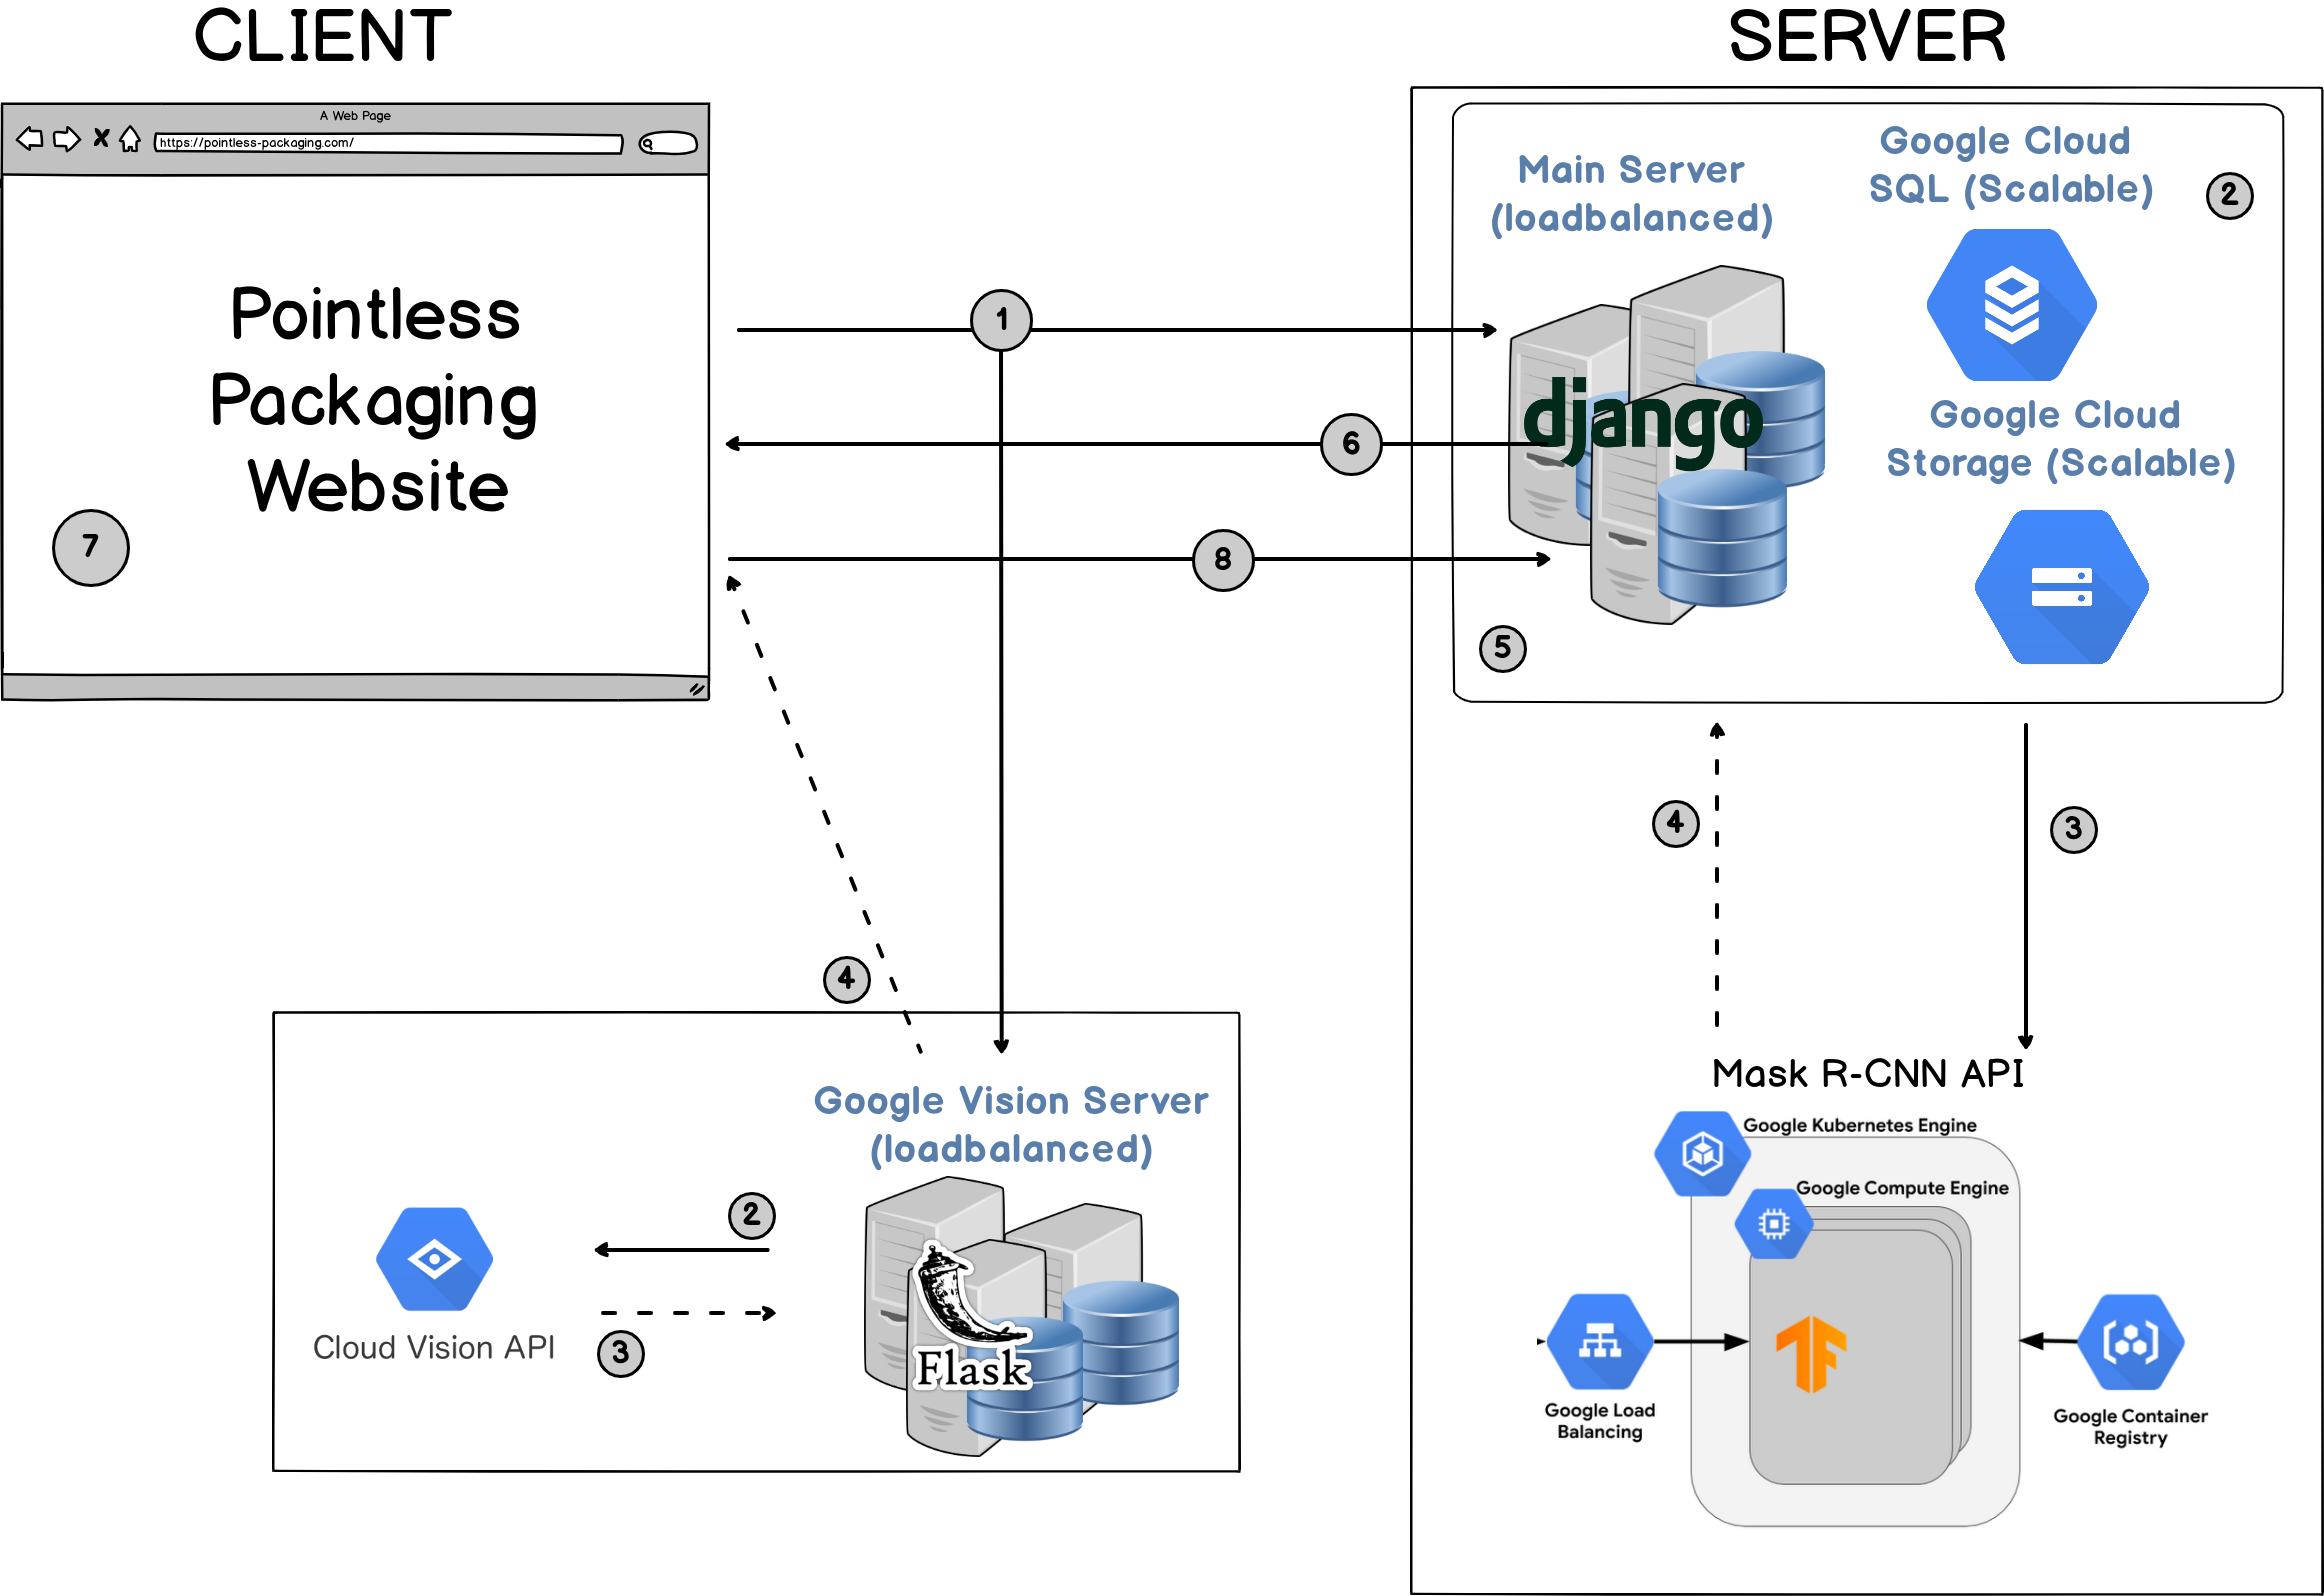 CLIENT
SERVER
A Web Page
https://pointless-packaging.com/
Pointless
Packaging
Website
7
1
6
8
Main Server
(loadbalanced)
Google Cloud
SQL (Scalable)
2
django
Google Cloud
Storage (Scalable)
5
4
3
4
Google Vision Server
(loadbalanced)
2
3
Cloud Vision API
Flask
Mask R-CNN API
Google Kubernetes Engine
Google Compute Engine
Google Load
Balancing
Google Container
Registry